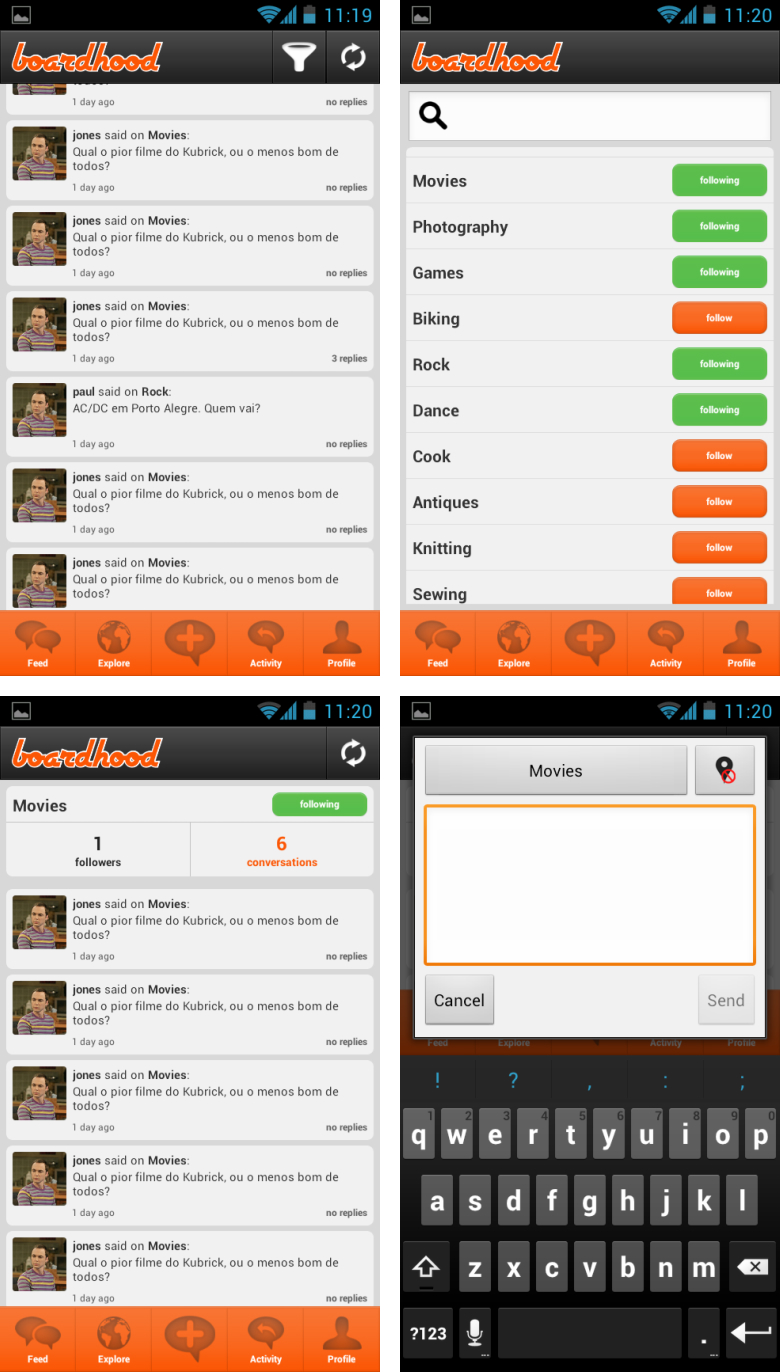 11:19
boardhood
todos?
1 day ago
no replies
jones said on Movies:
Qual o pior filme do Kubrick, ou o menos bom de
todos?
1 day ago
no replies
jones said on Movies:
Qual o pior filme do Kubrick, ou o menos bom de
todos?
1 day ago
no replies
jones said on Movies:
Qual o pior filme do Kubrick, ou o menos bom de
todos?
1 day ago
3 replies
paul said on Rock:
AC/DC em Porto Alegre. Quem vai?
1 day ago
no replies
jones said on Movies:
Qual o pior filme do Kubrick, ou o menos bom de
todos?
1 day ago
no replies
jones said on Movies:
Qual o pior filme do Kubrick, ou o menos bom de
todos?
Feed
Explore
Activity
Profile
11:20
boardhood
Movies
following
Photography
following
Games
following
Biking
follow
Rock
following
Dance
following
Cook
follow
Antiques
follow
Knitting
follow
Sewing
follow
Feed
Explore
Activity
Profile
11:20
boardhood
Movies
following
1
followers
6
conversations
jones said on Movies:
Qual o pior filme do Kubrick, ou o menos bom de
todos?
1 day ago
no replies
jones said on Movies:
Qual o pior filme do Kubrick, ou o menos bom de
todos?
1 day ago
no replies
jones said on Movies:
Qual o pior filme do Kubrick, ou o menos bom de
todos?
1 day ago
no replies
jones said on Movies:
Qual o pior filme do Kubrick, ou o menos bom de
todos?
1 day ago
no replies
jones said on Movies:
Qual o pior filme do Kubrick, ou o menos bom de
todos?
1 day ago
no replies
Feed
Explore
Activity
Profile
11:20
Movies
Cancel
Send
Feed
Explore
Activity
Profile
! ? , : ;
1 2 3 4 5 6 7 8 9 0
q w e r t y u i o p
a s d f g h j k l
z x c v b n m
?123 . ...